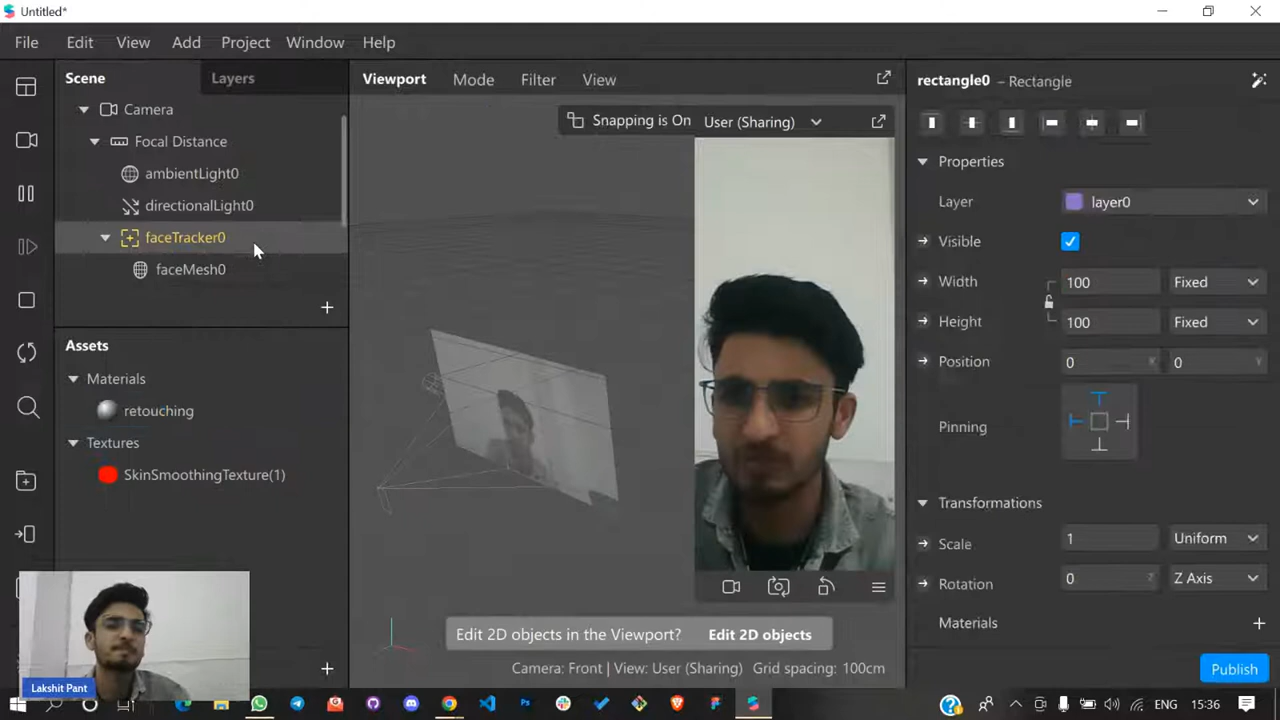 Untitled*
File Edit View Add Project Window Help
Scene Layers
Camera
Focal Distance
ambientLight0
directionalLight0
faceTracker0
faceMesh0
+
Assets
Materials
retouching
Textures
SkinSmoothingTexture(1)
+
Lakshit Pant
Viewport Mode Filter View
Snapping is On User (Sharing)
Edit 2D objects in the Viewport? Edit 2D objects
Camera: Front | View: User (Sharing) Grid spacing: 100cm
rectangle0 – Rectangle
Properties
Layer layer0
Visible
Width 100 Fixed
Height 100 Fixed
Position 0 X 0 Y
Pinning
Transformations
Scale 1 Uniform
Rotation 0 Z Z Axis
Materials +
Publish
ENG 15:36